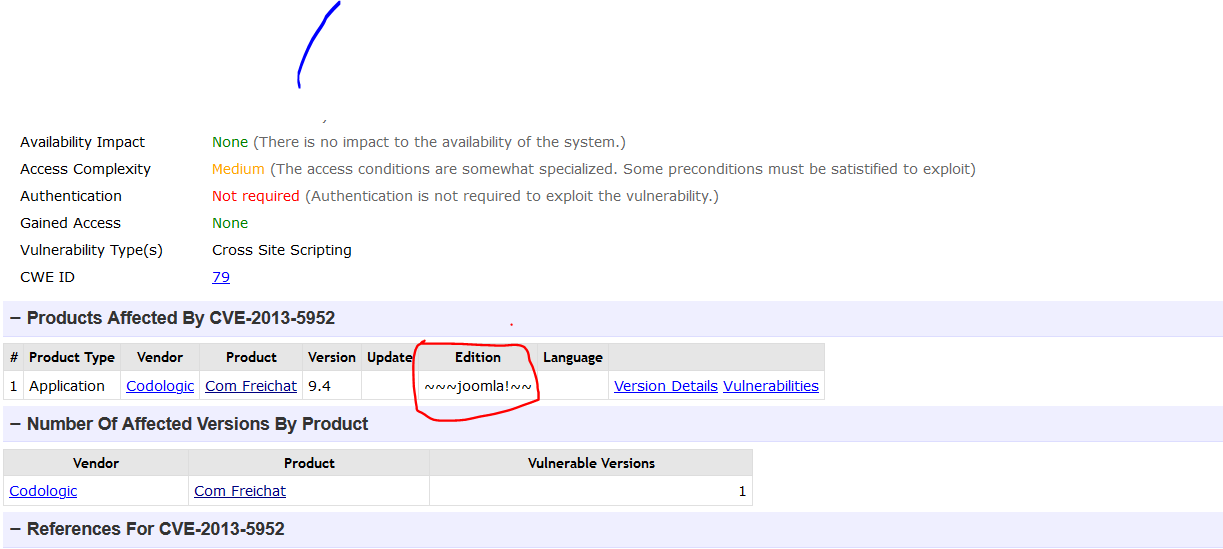 Availability Impact None (There is no impact to the availability of the system.)
Access Complexity Medium (The access conditions are somewhat specialized. Some preconditions must be satistified to exploit)
Authentication Not required (Authentication is not required to exploit the vulnerability.)
Gained Access None
Vulnerability Type(s) Cross Site Scripting
CWE ID 79
− Products Affected By CVE-2013-5952
# Product Type Vendor Product Version Update Edition Language
1 Application Codologic Com Freichat 9.4 ~~~joomla!~~ Version Details Vulnerabilities
− Number Of Affected Versions By Product
Vendor Product Vulnerable Versions
Codologic Com Freichat 1
− References For CVE-2013-5952